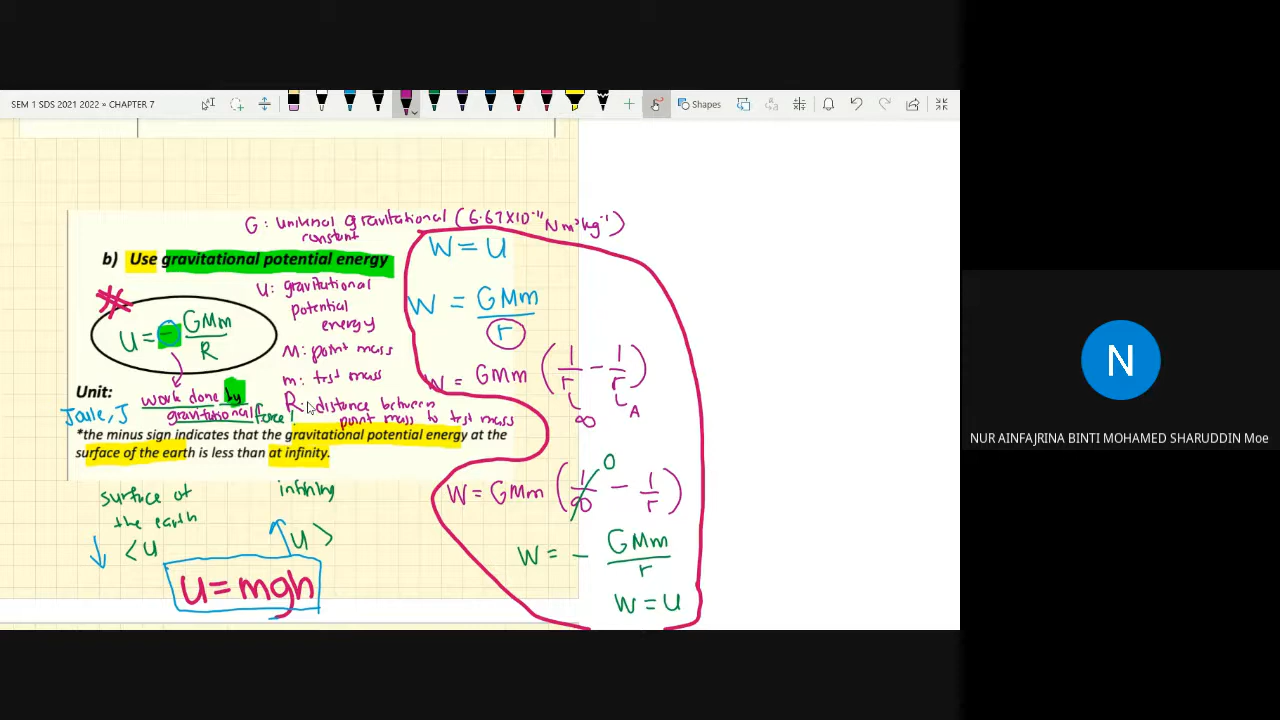 SEM 1 SDS 2021 2022 » CHAPTER 7
Shapes
G: universal gravitational (6.67×10⁻¹¹ Nm²kg⁻¹)
constant
b) Use gravitational potential energy
U = - GMm
R
Unit:
Joule, J
work done by
gravitational force!
U: gravitational
potential
energy
M: point mass
m: test mass
R: distance between
point mass to test mass
*the minus sign indicates that the gravitational potential energy at the
surface of the earth is less than at infinity.
surface of
the earth
< U
infinity
U >
U = mgh
W = U
W = GMm
r
W = GMm (1/r - 1/r)
∞ A
W = GMm (1/∞ - 1/r)
0
W = - GMm
r
W = U
N
NUR AINFAJRINA BINTI MOHAMED SHARUDDIN Moe